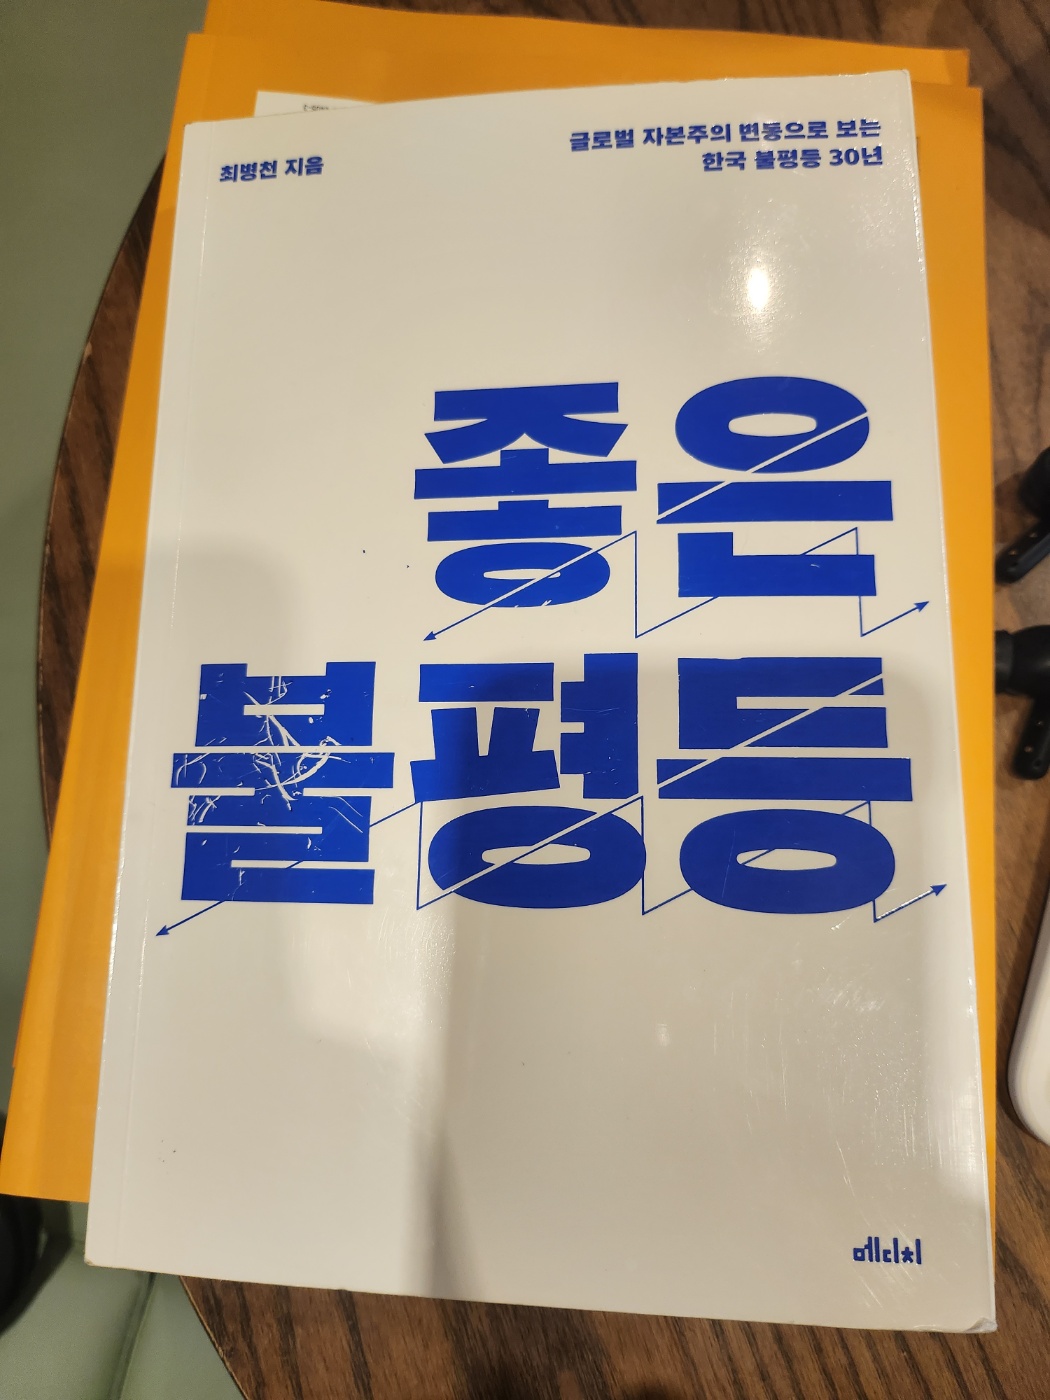 최병천 지음
글로벌 자본주의 변동으로 보는
한국 불평등 30년
좋은
불평등
메디치